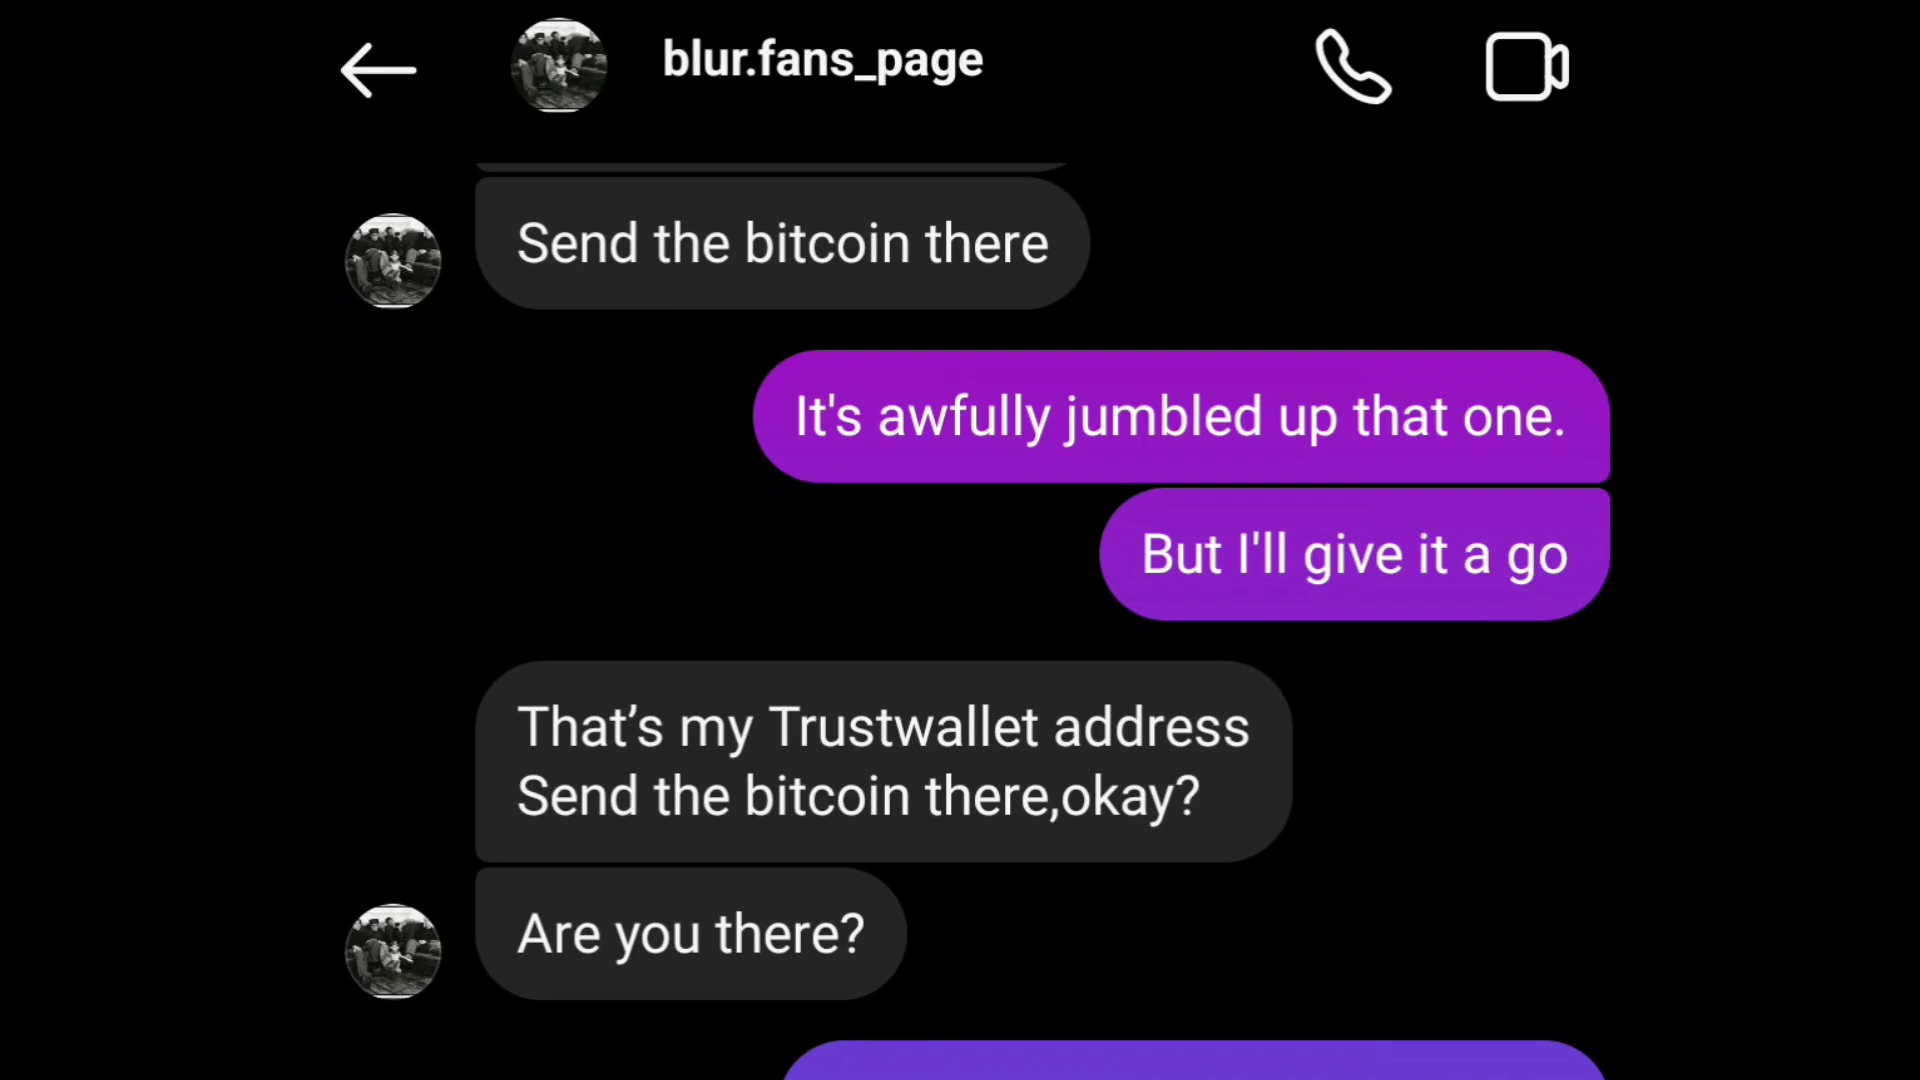 blur.fans_page
Send the bitcoin there
It's awfully jumbled up that one.
But I'll give it a go
That’s my Trustwallet address
Send the bitcoin there,okay?
Are you there?